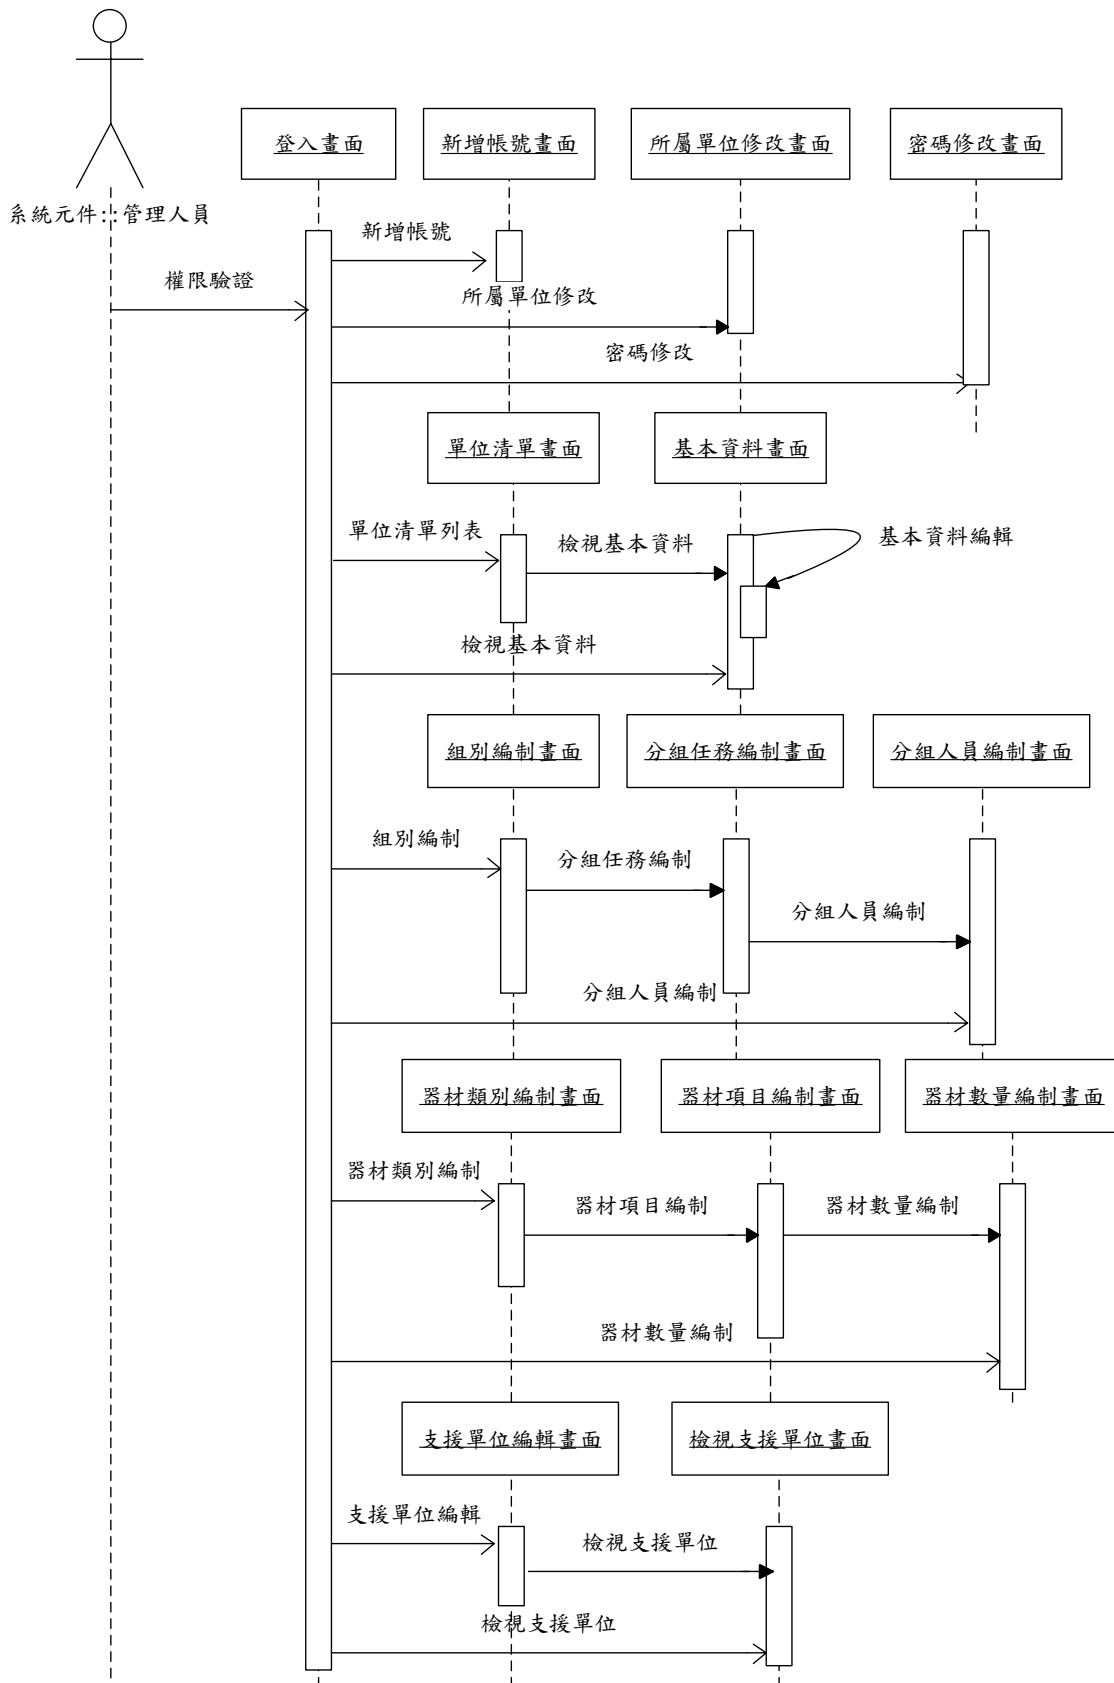 登入畫面
新增帳號畫面
所屬單位修改畫面
密碼修改畫面
系統元件::管理人員
新增帳號
權限驗證
所屬單位修改
密碼修改
單位清單畫面
基本資料畫面
單位清單列表
檢視基本資料
基本資料編輯
檢視基本資料
組別編制畫面
分組任務編制畫面
分組人員編制畫面
組別編制
分組任務編制
分組人員編制
分組人員編制
器材類別編制畫面
器材項目編制畫面
器材數量編制畫面
器材類別編制
器材項目編制
器材數量編制
器材數量編制
支援單位編輯畫面
檢視支援單位畫面
支援單位編輯
檢視支援單位
檢視支援單位